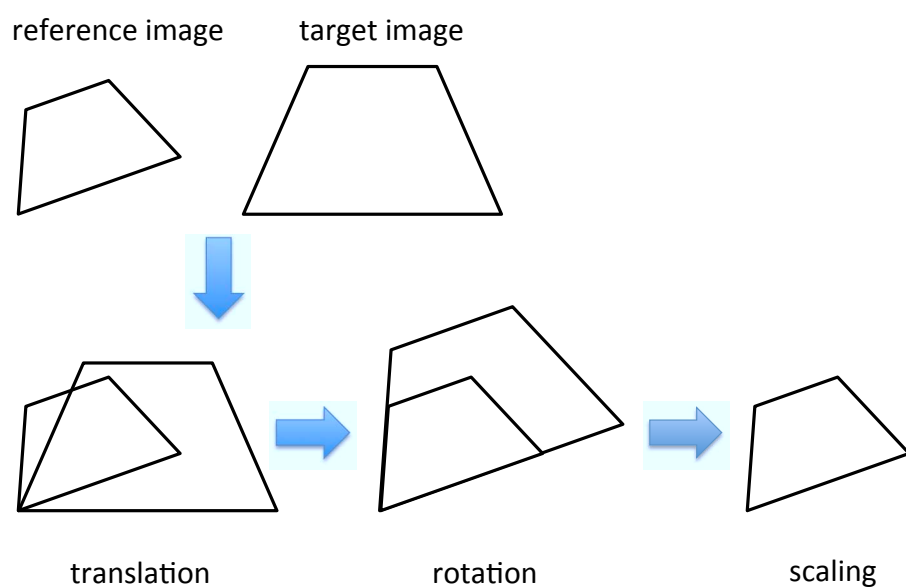 reference image
target image
translation
rotation
scaling